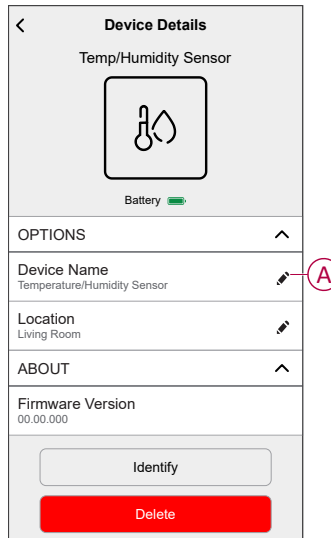 Device Details
Temp/Humidity Sensor
Battery
OPTIONS
Device Name
Temperature/Humidity Sensor
A
Location
Living Room
ABOUT
Firmware Version
00.00.000
Identify
Delete